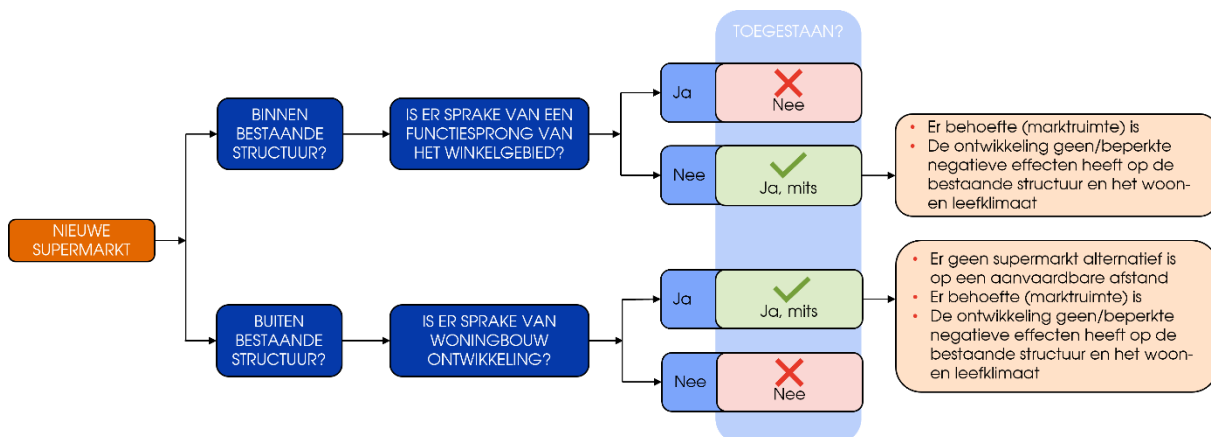 TOEGESTAAN?
NIEUWE
SUPERMARKT
BINNEN
BESTAANDE
STRUCTUUR?
IS ER SPRAKE VAN EEN
FUNCTIESPRONG VAN
HET WINKELGEBIED?
Ja
Nee
Nee
Ja, mits
• Er behoefte (marktruimte) is
• De ontwikkeling geen/beperkte
negatieve effecten heeft op de
bestaande structuur en het woon-
en leefklimaat
BUITEN
BESTAANDE
STRUCTUUR?
IS ER SPRAKE VAN
WONINGBOUW
ONTWIKKELING?
Ja
Ja, mits
• Er geen supermarkt alternatief is
op een aanvaardbare afstand
• Er behoefte (marktruimte) is
• De ontwikkeling geen/beperkte
negatieve effecten heeft op de
bestaande structuur en het woon-
en leefklimaat
Nee
Nee